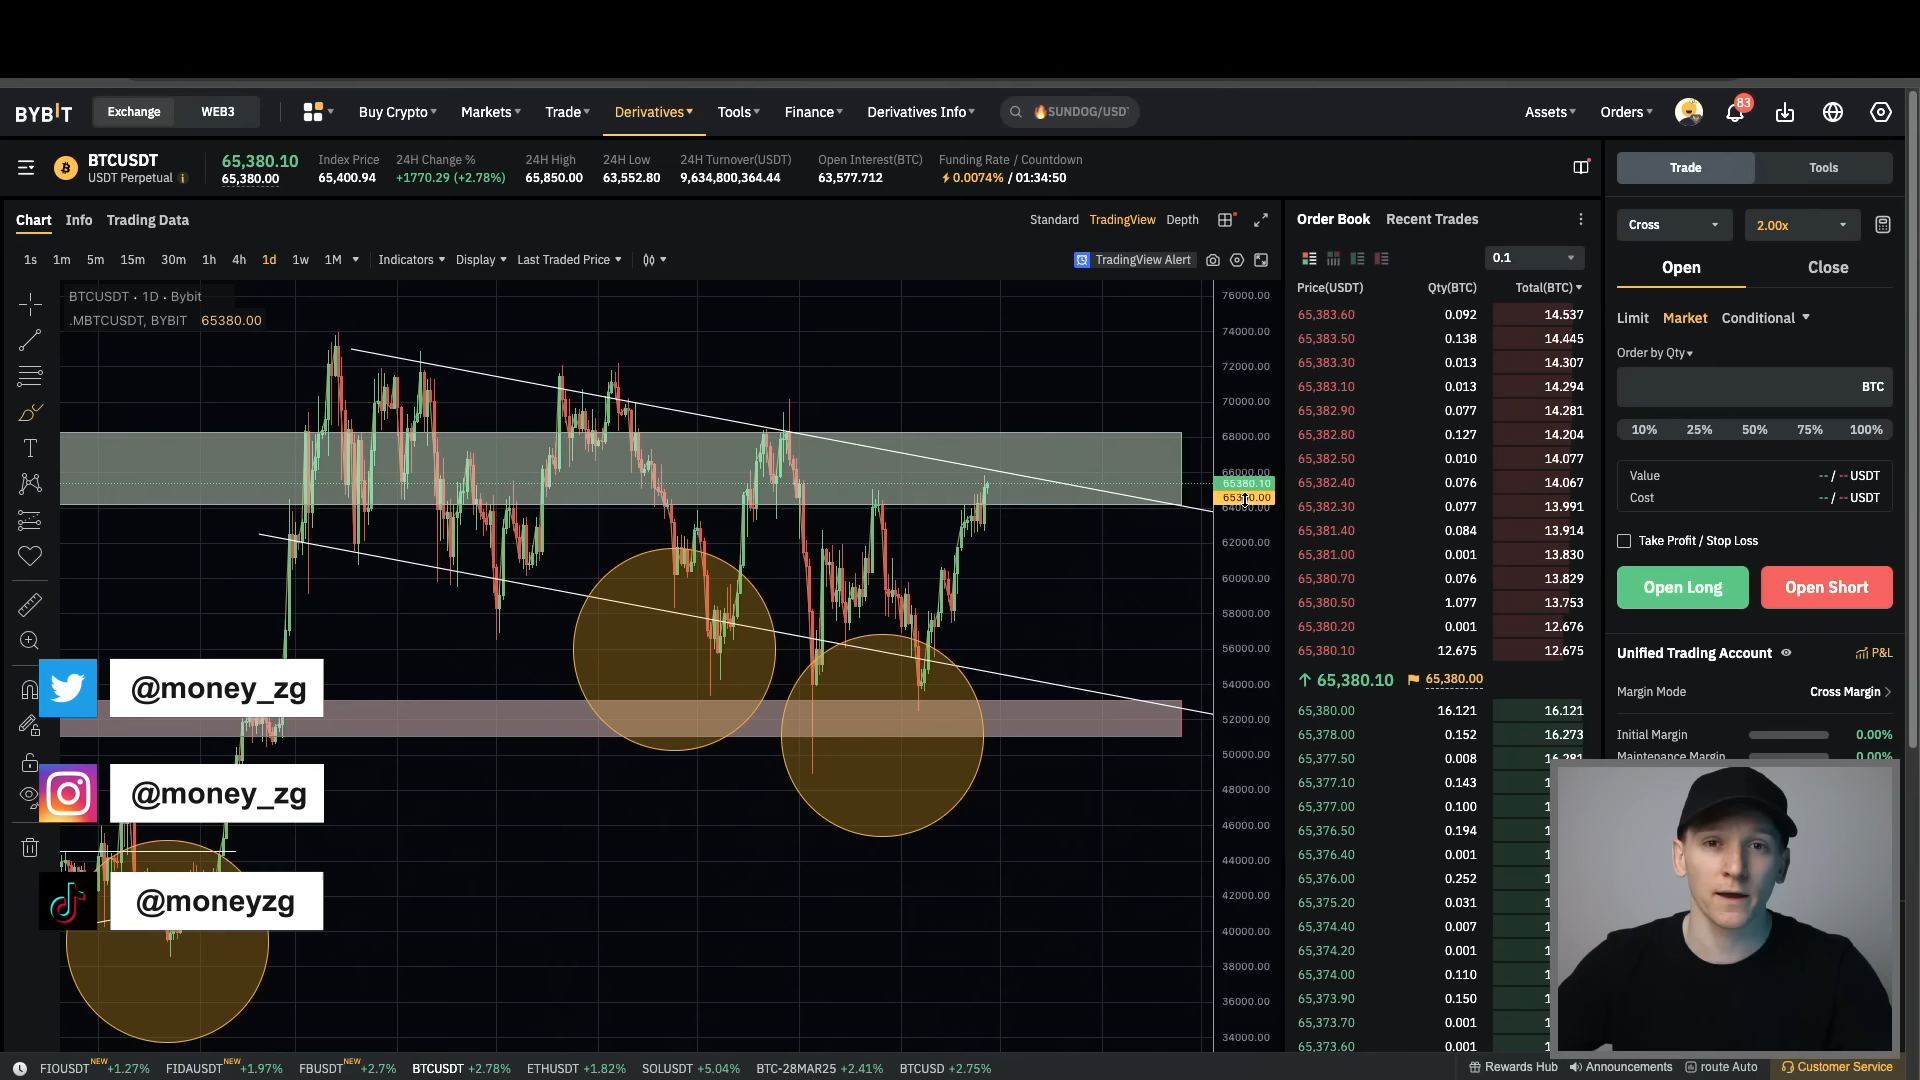 BYBIT Exchange WEB3 Buy Crypto Markets Trade Derivatives Tools Finance Derivatives Info 🔥SUNDOG/USDT Assets Orders 83
BTCUSDT
USDT Perpetual
65,380.10
65,380.00
Index Price
65,400.94
24H Change %
+1770.29 (+2.78%)
24H High
65,850.00
24H Low
63,552.80
24H Turnover(USDT)
9,634,800,364.44
Open Interest(BTC)
63,577.712
Funding Rate / Countdown
0.0074% / 01:34:50
Chart Info Trading Data
Standard TradingView Depth
1s 1m 5m 15m 30m 1h 4h 1d 1w 1M Indicators Display Last Traded Price
TradingView Alert
BTCUSDT · 1D · Bybit
.MBTCUSDT, BYBIT 65380.00
76000.00
74000.00
72000.00
70000.00
68000.00
66000.00
65380.10
64000.00
62000.00
60000.00
58000.00
56000.00
54000.00
52000.00
50000.00
48000.00
46000.00
44000.00
42000.00
40000.00
38000.00
36000.00
34000.00
@money_zg
@money_zg
@moneyzg
Order Book Recent Trades
0.1
Price(USDT) Qty(BTC) Total(BTC)
65,383.60 0.092 14.537
65,383.50 0.138 14.445
65,383.30 0.013 14.307
65,383.10 0.013 14.294
65,382.90 0.077 14.281
65,382.80 0.127 14.204
65,382.50 0.010 14.077
65,382.40 0.076 14.067
65,382.30 0.077 13.991
65,381.40 0.084 13.914
65,381.00 0.001 13.830
65,380.70 0.076 13.829
65,380.50 1.077 13.753
65,380.20 0.001 12.676
65,380.10 12.675 12.675
65,380.10 65,380.00
65,380.00 16.121 16.121
65,378.00 0.152 16.273
65,377.50 0.008 16.281
65,377.10 0.143
65,377.00 0.100
65,376.50 0.194
65,376.40 0.001
65,376.00 0.252
65,375.20 0.031
65,374.40 0.007
65,374.20 0.001
65,374.00 0.110
65,373.90 0.150
65,373.70 0.001
65,373.60 0.001
Trade Tools
Cross 2.00x
Open Close
Limit Market Conditional
Order by Qty
BTC
10% 25% 50% 75% 100%
Value -- / -- USDT
Cost -- / -- USDT
Take Profit / Stop Loss
Open Long Open Short
Unified Trading Account P&L
Margin Mode Cross Margin
Initial Margin 0.00%
Maintenance Margin 0.00%
FIOUSDT NEW +1.27% FIDAUSDT NEW +1.97% FBUSDT NEW +2.7% BTCUSDT +2.78% ETHUSDT +1.82% SOLUSDT +5.04% BTC-28MAR25 +2.41% BTCUSD +2.75% Rewards Hub Announcements route Auto Customer Service